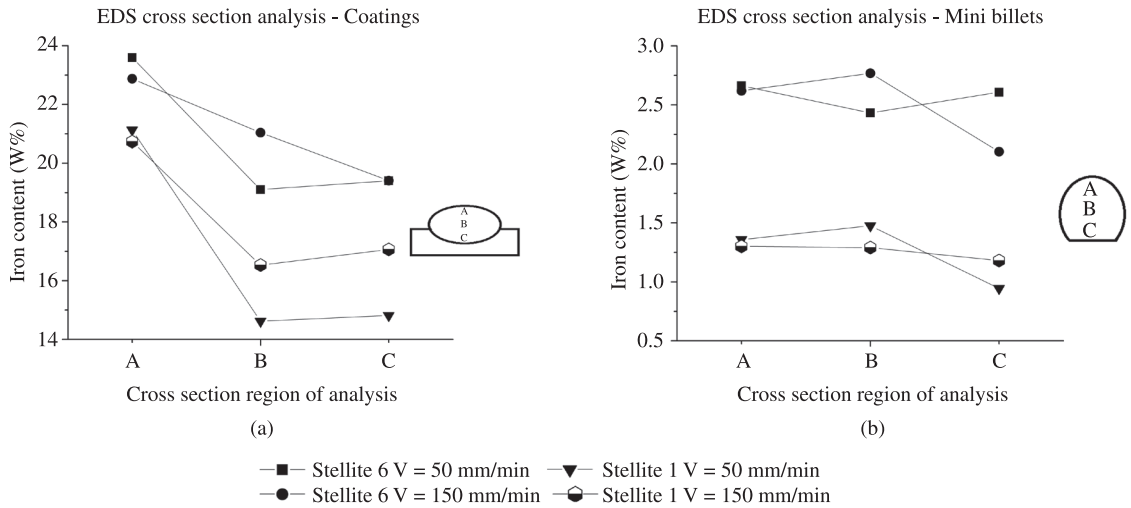 EDS cross section analysis - Coatings
24
22
20
18
16
14
Iron content (W%)
A
B
C
A B C
Cross section region of analysis
(a)
EDS cross section analysis - Mini billets
3.0
2.5
2.0
1.5
1.0
0.5
Iron content (W%)
A
B
C
A B C
Cross section region of analysis
(b)
Stellite 6 V = 50 mm/min Stellite 1 V = 50 mm/min
Stellite 6 V = 150 mm/min Stellite 1 V = 150 mm/min